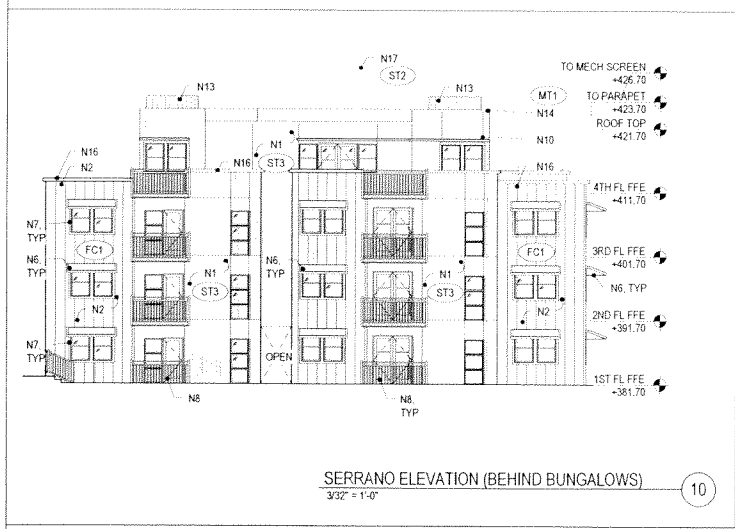 N17
ST2
TO MECH SCREEN
+426.70
N13
N13
MT1
TO PARAPET
+423.70
N14
ROOF TOP
+421.70
N10
N1
ST3
N16
N2
N16
N16
4TH FL FFE
+411.70
N7,
TYP
FC1
FC1
3RD FL FFE
+401.70
N6,
TYP
N6,
TYP
N1
ST3
N1
ST3
N6, TYP
N2
N2
2ND FL FFE
+391.70
N7,
TYP
OPEN
1ST FL FFE
+381.70
N8
N8,
TYP
SERRANO ELEVATION (BEHIND BUNGALOWS)
3/32" = 1'-0"
10